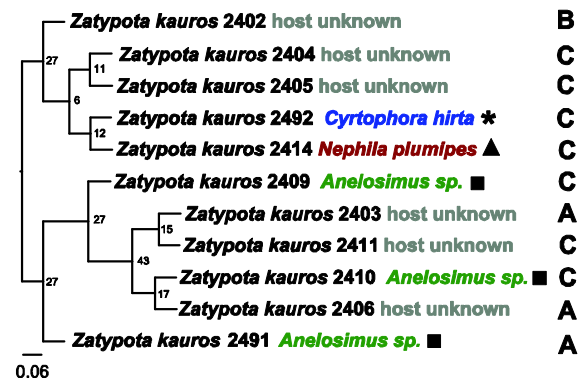 Zatypota kauros 2402 host unknown B
27
Zatypota kauros 2404 host unknown C
11
Zatypota kauros 2405 host unknown C
6
Zatypota kauros 2492 Cyrtophora hirta * C
12
Zatypota kauros 2414 Nephila plumipes ▲ C
Zatypota kauros 2409 Anelosimus sp. ■ C
27
Zatypota kauros 2403 host unknown A
15
Zatypota kauros 2411 host unknown C
43
Zatypota kauros 2410 Anelosimus sp. ■ C
27
17
Zatypota kauros 2406 host unknown A
Zatypota kauros 2491 Anelosimus sp. ■ A
0.06